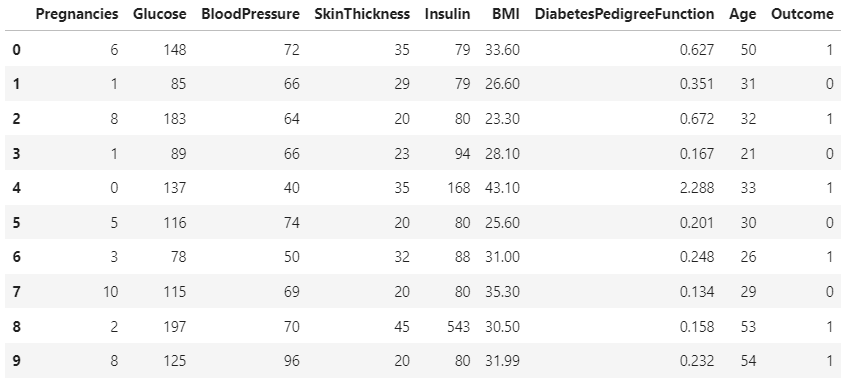 Pregnancies Glucose BloodPressure SkinThickness Insulin BMI DiabetesPedigreeFunction Age Outcome
0 6 148 72 35 79 33.60 0.627 50 1
1 1 85 66 29 79 26.60 0.351 31 0
2 8 183 64 20 80 23.30 0.672 32 1
3 1 89 66 23 94 28.10 0.167 21 0
4 0 137 40 35 168 43.10 2.288 33 1
5 5 116 74 20 80 25.60 0.201 30 0
6 3 78 50 32 88 31.00 0.248 26 1
7 10 115 69 20 80 35.30 0.134 29 0
8 2 197 70 45 543 30.50 0.158 53 1
9 8 125 96 20 80 31.99 0.232 54 1